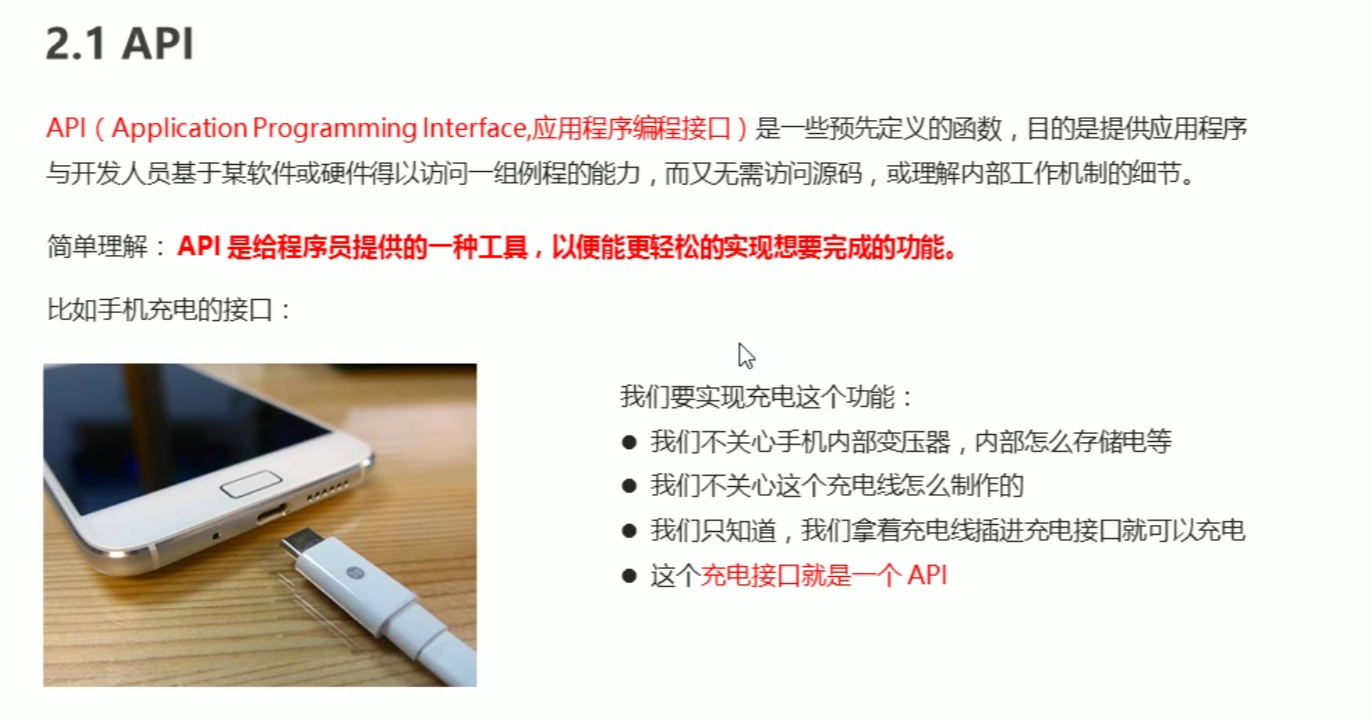 2.1 API
API（Application Programming Interface,应用程序编程接口）是一些预先定义的函数，目的是提供应用程序
与开发人员基于某软件或硬件得以访问一组例程的能力，而又无需访问源码，或理解内部工作机制的细节。
简单理解： API 是给程序员提供的一种工具，以便能更轻松的实现想要完成的功能。
比如手机充电的接口：
我们要实现充电这个功能：
● 我们不关心手机内部变压器，内部怎么存储电等
● 我们不关心这个充电线怎么制作的
● 我们只知道，我们拿着充电线插进充电接口就可以充电
● 这个充电接口就是一个 API